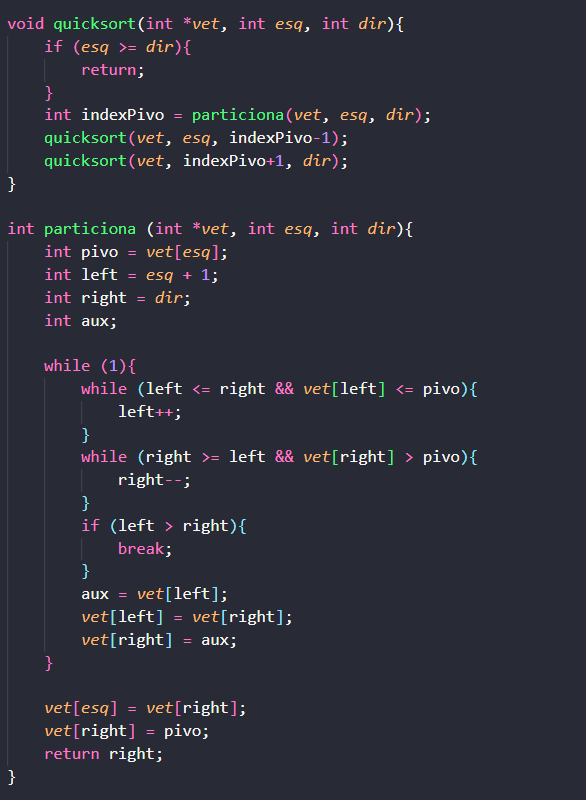 void quicksort(int *vet, int esq, int dir){
    if (esq >= dir){
        return;
    }
    int indexPivo = particiona(vet, esq, dir);
    quicksort(vet, esq, indexPivo-1);
    quicksort(vet, indexPivo+1, dir);
}

int particiona (int *vet, int esq, int dir){
    int pivo = vet[esq];
    int left = esq + 1;
    int right = dir;
    int aux;

    while (1){
        while (left <= right && vet[left] <= pivo){
            left++;
        }
        while (right >= left && vet[right] > pivo){
            right--;
        }
        if (left > right){
            break;
        }
        aux = vet[left];
        vet[left] = vet[right];
        vet[right] = aux;
    }

    vet[esq] = vet[right];
    vet[right] = pivo;
    return right;
}